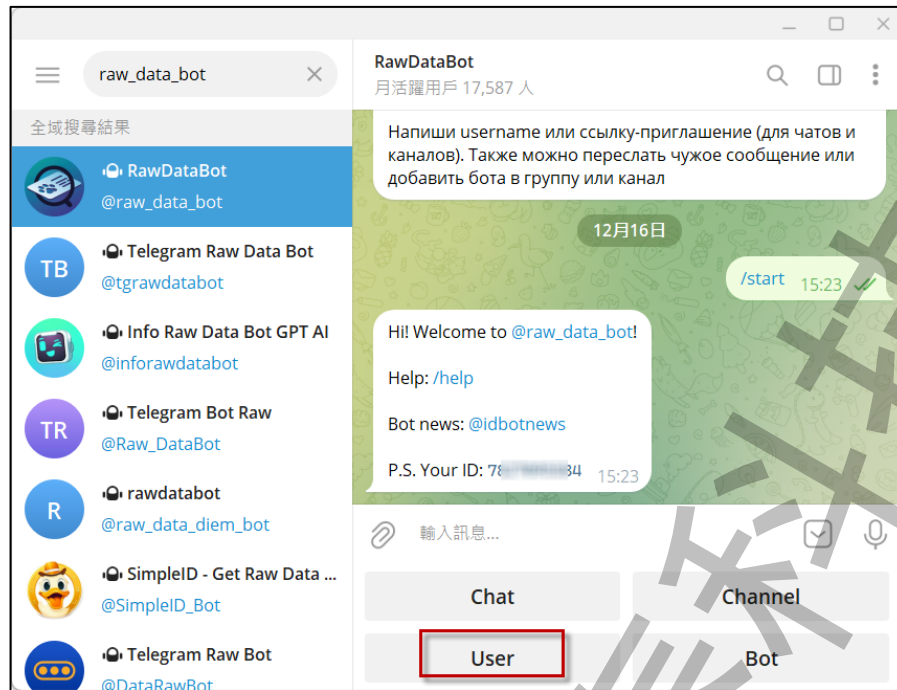 raw_data_bot
全域搜尋結果
RawDataBot
@raw_data_bot
TB
Telegram Raw Data Bot
@tgrawdatabot
Info Raw Data Bot GPT AI
@inforawdatabot
TR
Telegram Bot Raw
@Raw_DataBot
R
rawdatabot
@raw_data_diem_bot
SimpleID - Get Raw Data ...
@SimpleID_Bot
Telegram Raw Bot
@DataRawBot
RawDataBot
月活躍用戶 17,587 人
Напиши username или ссылку-приглашение (для чатов и
каналов). Также можно переслать чужое сообщение или
добавить бота в группу или канал
12月16日
/start 15:23
Hi! Welcome to @raw_data_bot!
Help: /help
Bot news: @idbotnews
P.S. Your ID: 78 84 15:23
輸入訊息...
Chat
Channel
User
Bot